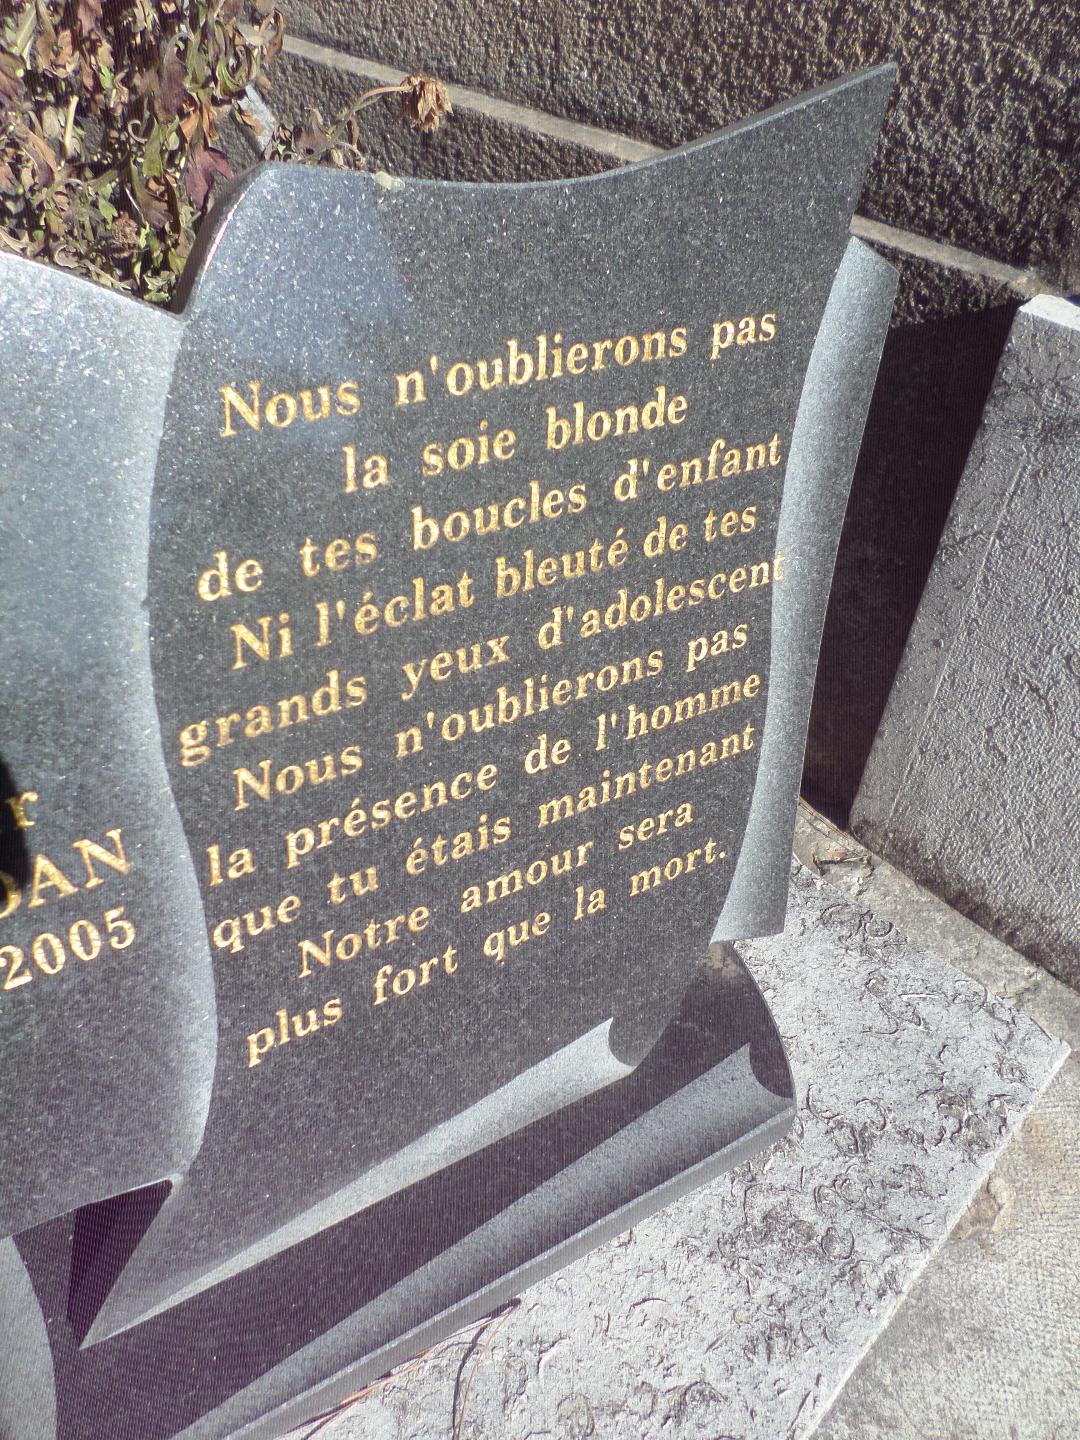 Nous n'oublierons pas
la soie blonde
de tes boucles d'enfant
Ni l'éclat bleuté de tes
grands yeux d'adolescent
Nous n'oublierons pas
la présence de l'homme
que tu étais maintenant
Notre amour sera
plus fort que la mort.
2005